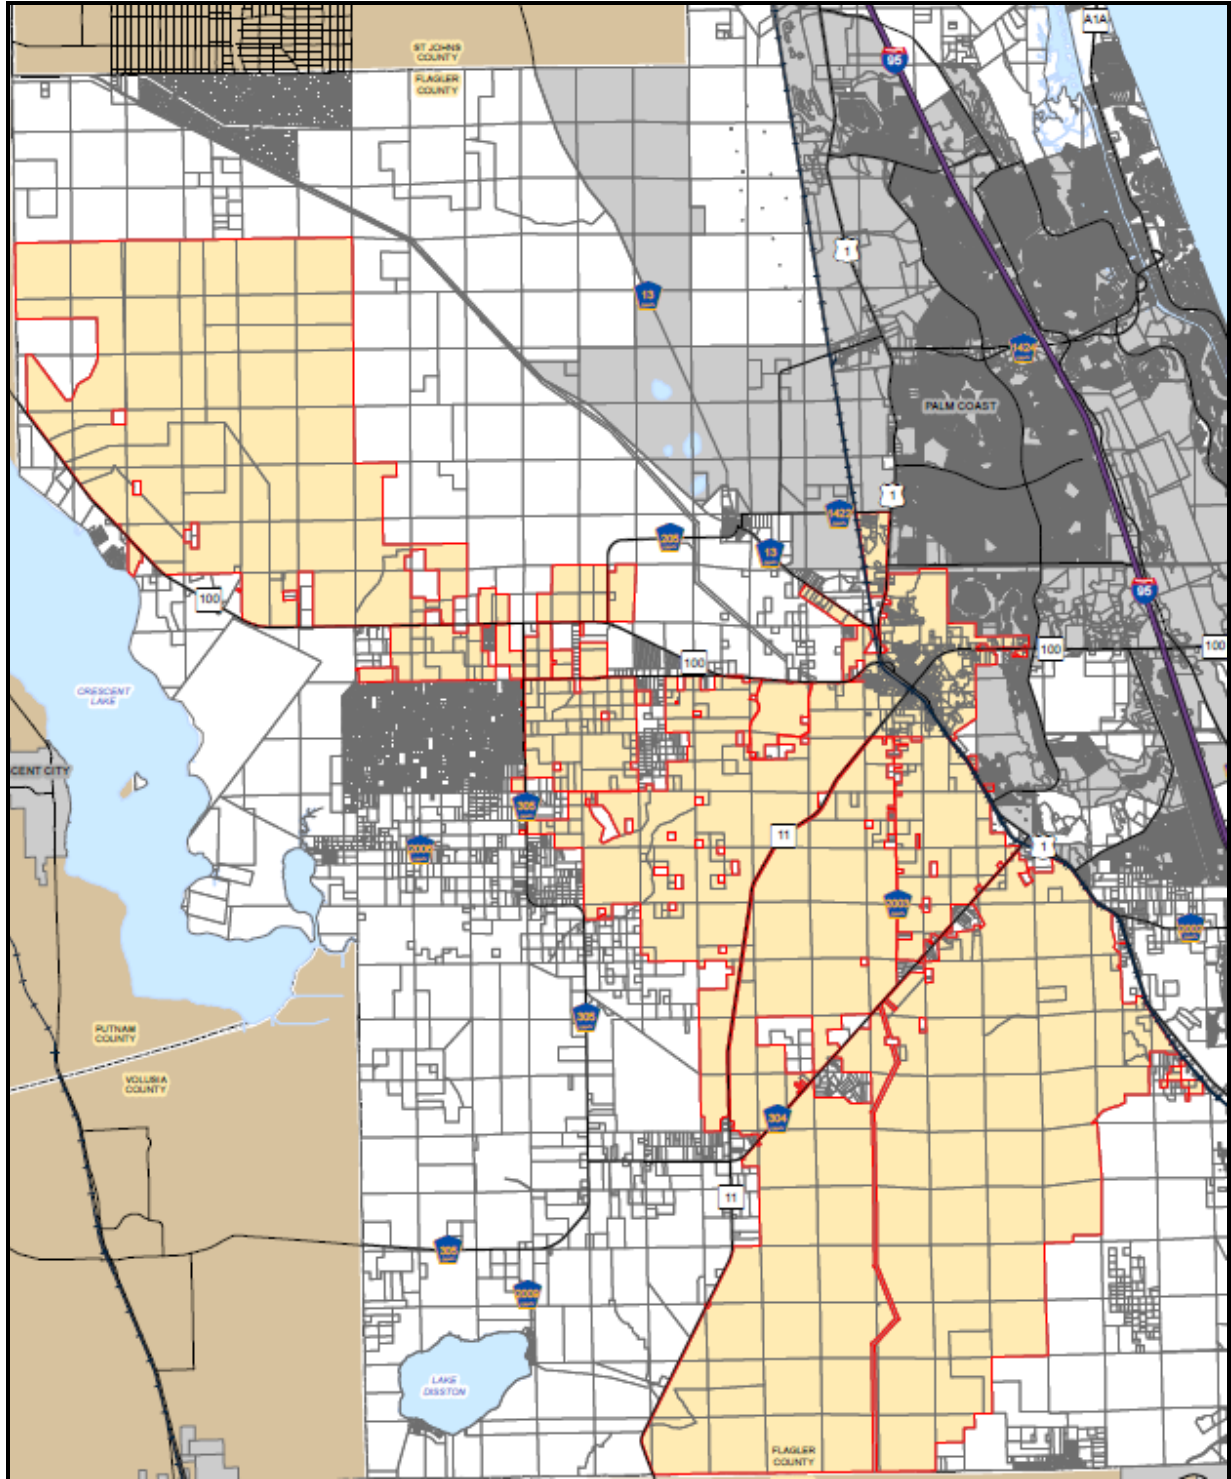 A1A
ST JOHNS
COUNTY
FLAGLER
COUNTY
95
1
13
1424
PALM COAST
1
1422
205
13
95
100
100
100
100
CRESCENT
LAKE
CENT CITY
305
2006
11
1
305
PUTNAM
COUNTY
VOLUSIA
COUNTY
304
11
305
LAKE
DISSTON
FLAGLER
COUNTY